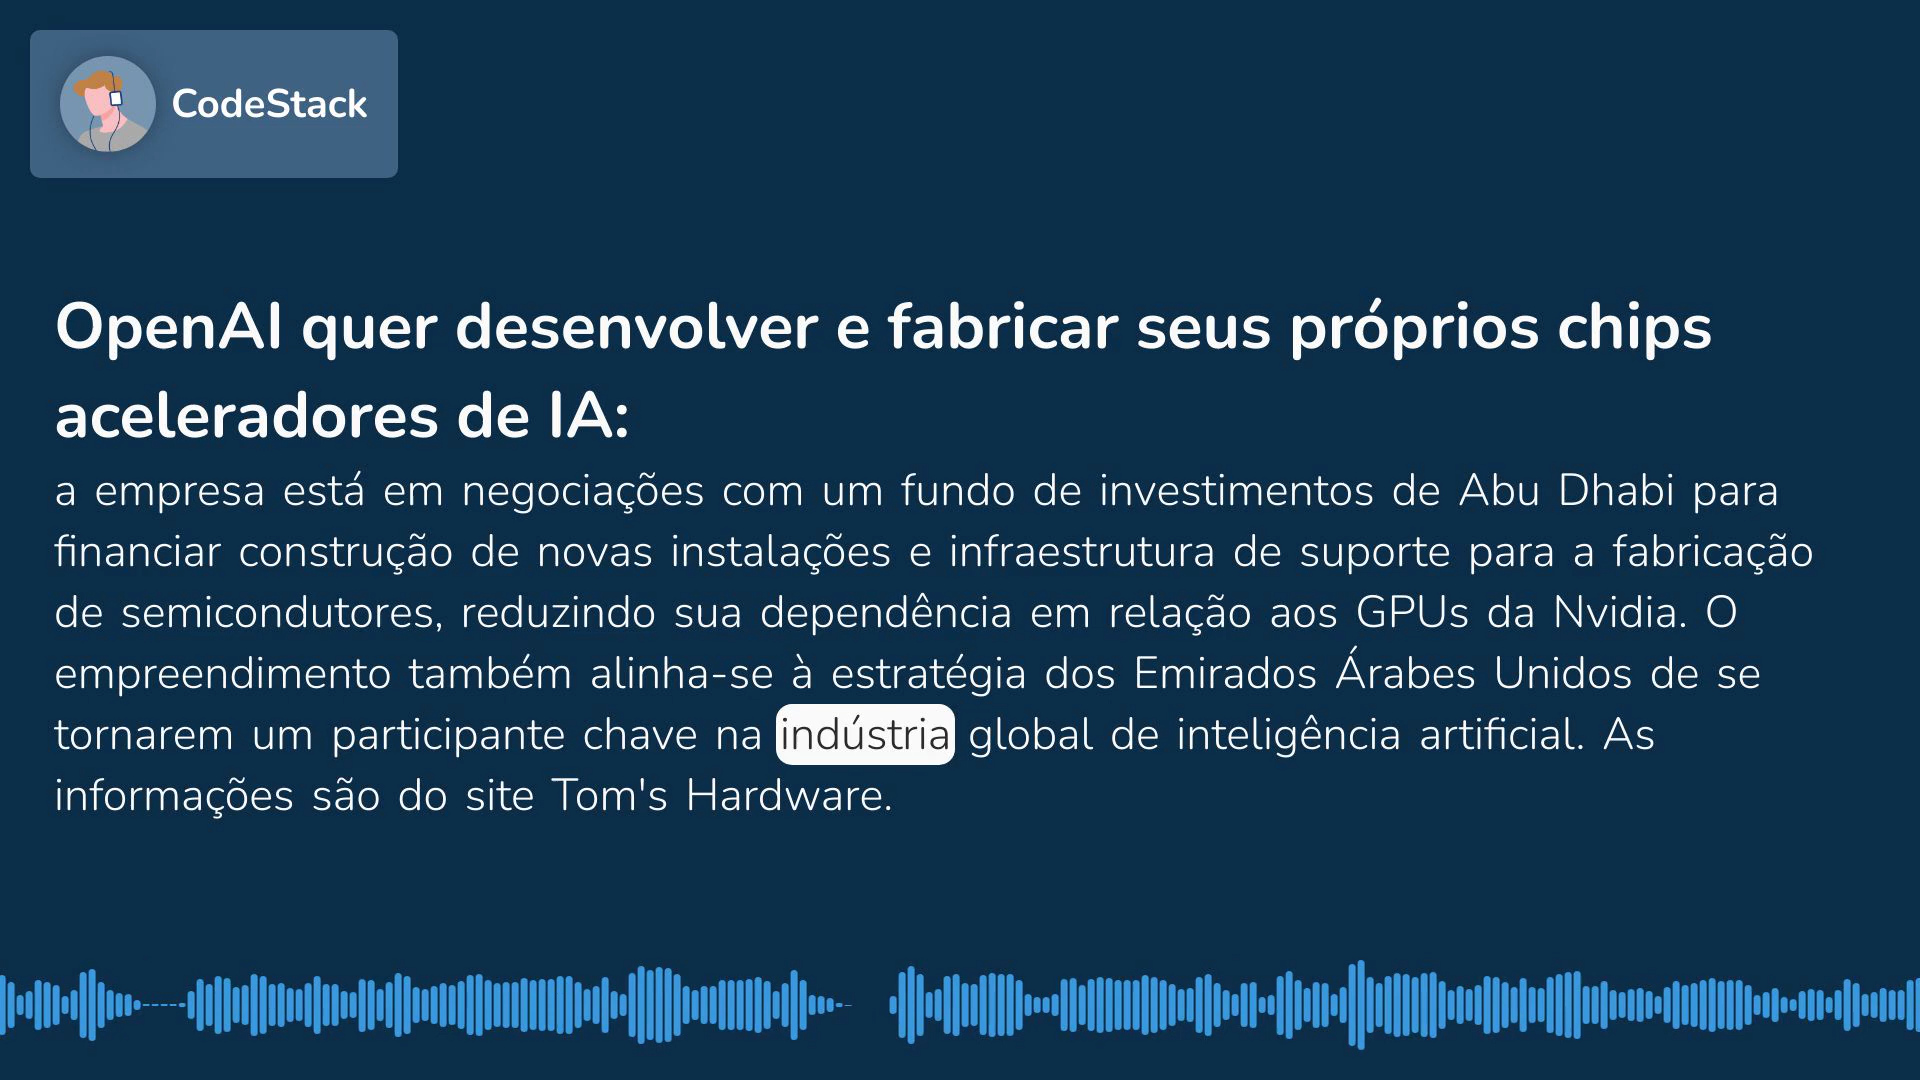 CodeStack
OpenAI quer desenvolver e fabricar seus próprios chips
aceleradores de IA:
a empresa está em negociações com um fundo de investimentos de Abu Dhabi para
financiar construção de novas instalações e infraestrutura de suporte para a fabricação
de semicondutores, reduzindo sua dependência em relação aos GPUs da Nvidia. O
empreendimento também alinha-se à estratégia dos Emirados Árabes Unidos de se
tornarem um participante chave na indústria global de inteligência artificial. As
informações são do site Tom's Hardware.